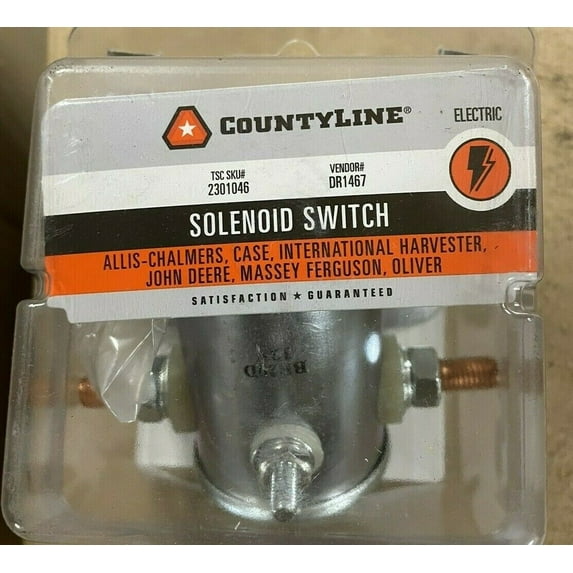 COUNTYLINE®
ELECTRIC
TSC SKU#
2301046
VENDOR#
DR1467
SOLENOID SWITCH
ALLIS-CHALMERS, CASE, INTERNATIONAL HARVESTER,
JOHN DEERE, MASSEY FERGUSON, OLIVER
SATISFACTION ★ GUARANTEED